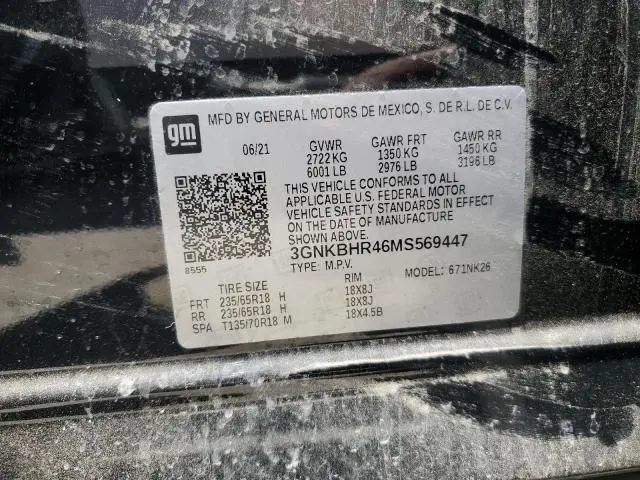 gm
MFD BY GENERAL MOTORS DE MEXICO, S. DE R.L. DE C.V.
06/21 GVWR GAWR FRT GAWR RR
2722 KG 1350 KG 1450 KG
6001 LB 2976 LB 3196 LB
THIS VEHICLE CONFORMS TO ALL
APPLICABLE U.S. FEDERAL MOTOR
VEHICLE SAFETY STANDARDS IN EFFECT
ON THE DATE OF MANUFACTURE
SHOWN ABOVE.
3GNKBHR46MS569447
8555
TYPE: M.P.V. MODEL: 671NK26
TIRE SIZE RIM
FRT 235/65R18 H 18X8J
RR 235/65R18 H 18X8J
SPA T135/70R18 M 18X4.5B